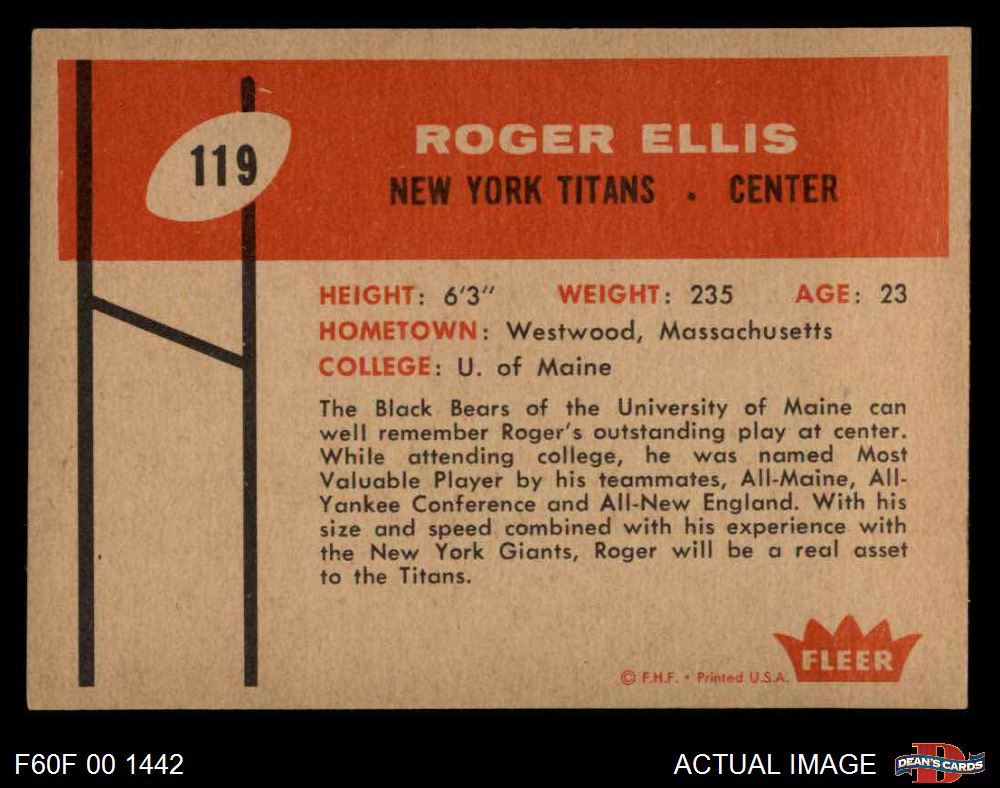 119
ROGER ELLIS
NEW YORK TITANS . CENTER
HEIGHT: 6'3" WEIGHT: 235 AGE: 23
HOMETOWN: Westwood, Massachusetts
COLLEGE: U. of Maine
The Black Bears of the University of Maine can
well remember Roger's outstanding play at center.
While attending college, he was named Most
Valuable Player by his teammates, All-Maine, All-
Yankee Conference and All-New England. With his
size and speed combined with his experience with
the New York Giants, Roger will be a real asset
to the Titans.
FLEER
© F.H.F. • Printed U.S.A.
F60F 00 1442
ACTUAL IMAGE
DEAN'S CARDS